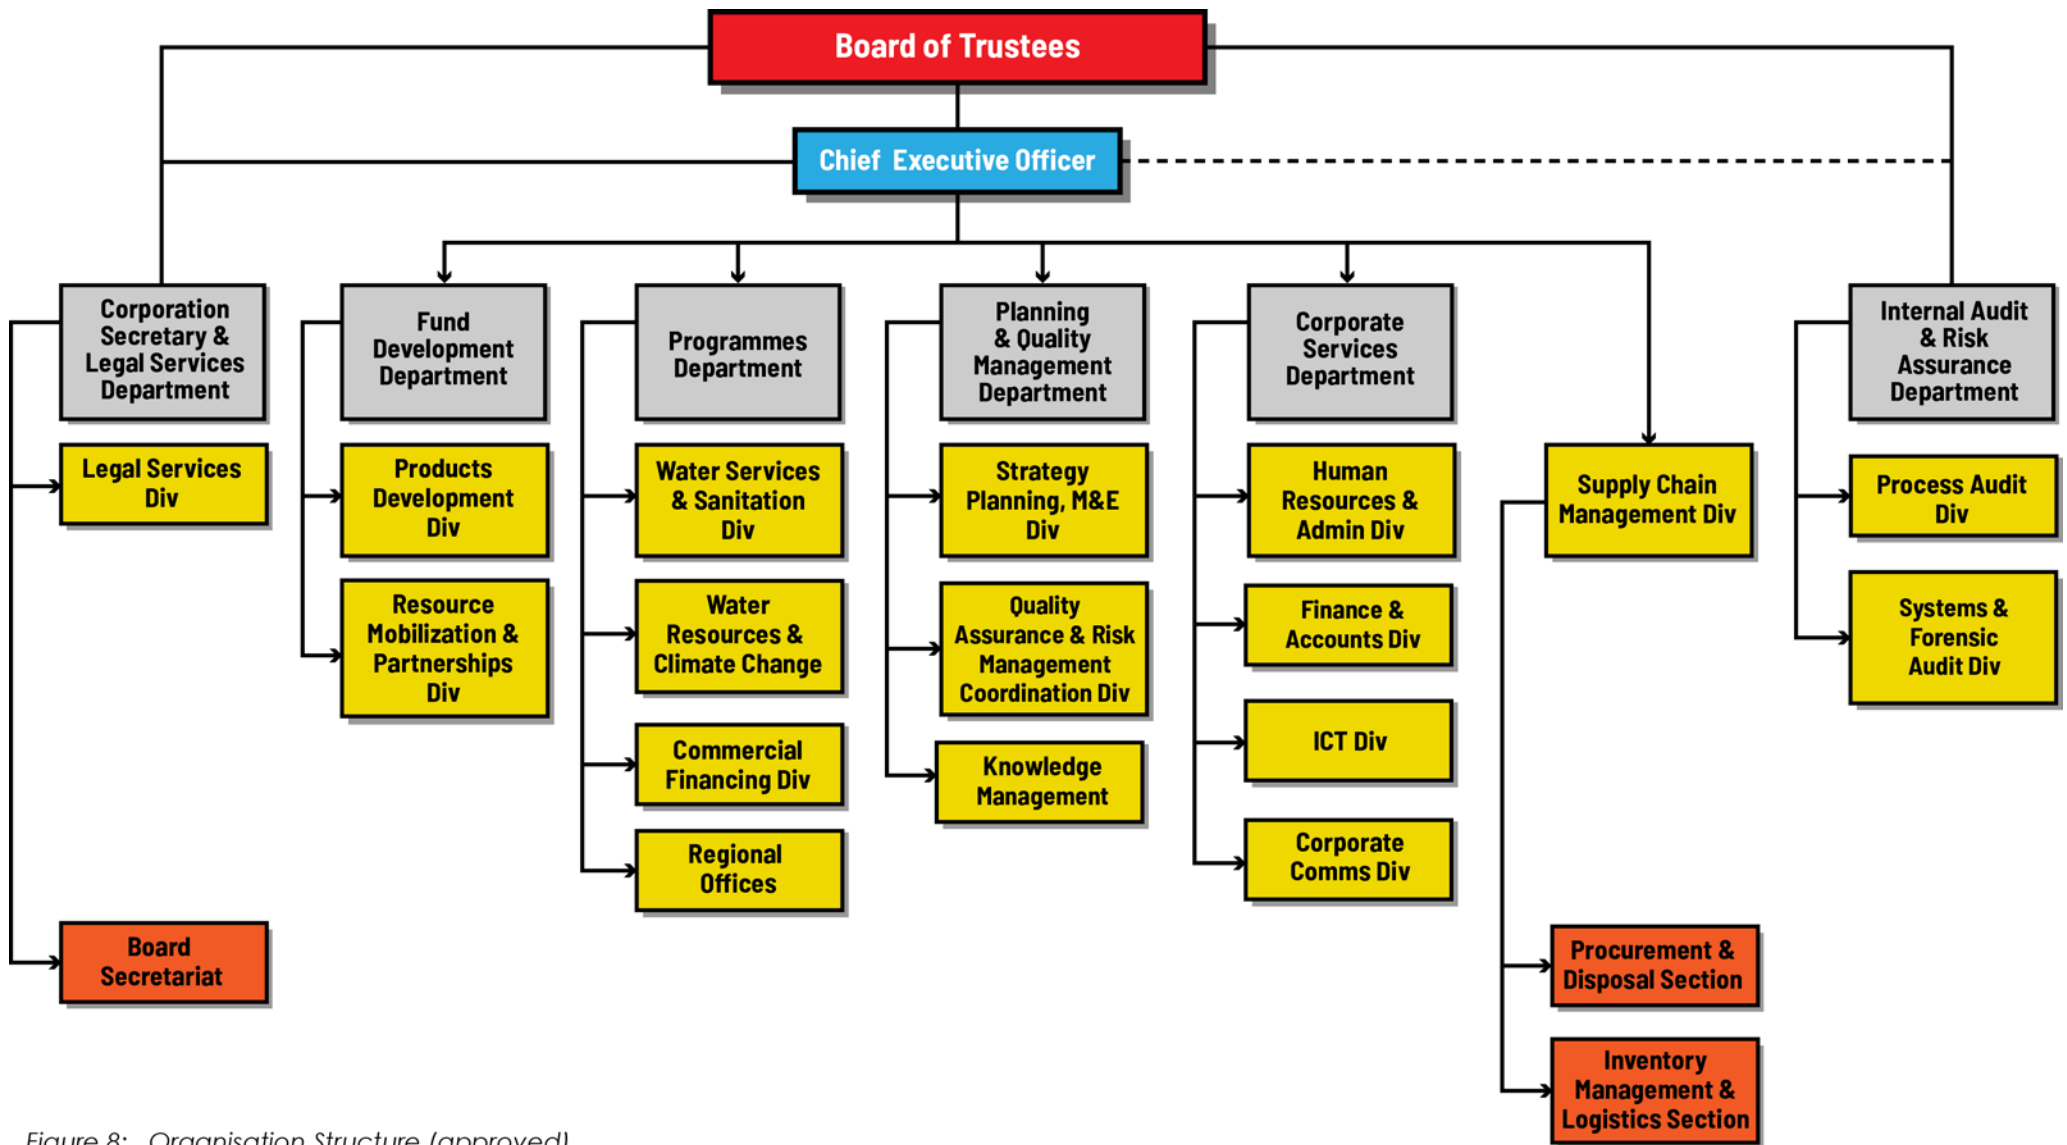 Board of Trustees
Chief Executive Officer
Corporation
Secretary &
Legal Services
Department
Legal Services
Div
Board
Secretariat
Fund
Development
Department
Products
Development
Div
Resource
Mobilization &
Partnerships
Div
Programmes
Department
Water Services
& Sanitation
Div
Water
Resources &
Climate Change
Commercial
Financing Div
Regional
Offices
Planning
& Quality
Management
Department
Strategy
Planning, M&E
Div
Quality
Assurance & Risk
Management
Coordination Div
Knowledge
Management
Corporate
Services
Department
Human
Resources &
Admin Div
Finance &
Accounts Div
ICT Div
Corporate
Comms Div
Supply Chain
Management Div
Procurement &
Disposal Section
Inventory
Management &
Logistics Section
Internal Audit
& Risk
Assurance
Department
Process Audit
Div
Systems &
Forensic
Audit Div
Figure 8: Organisation Structure (approved)